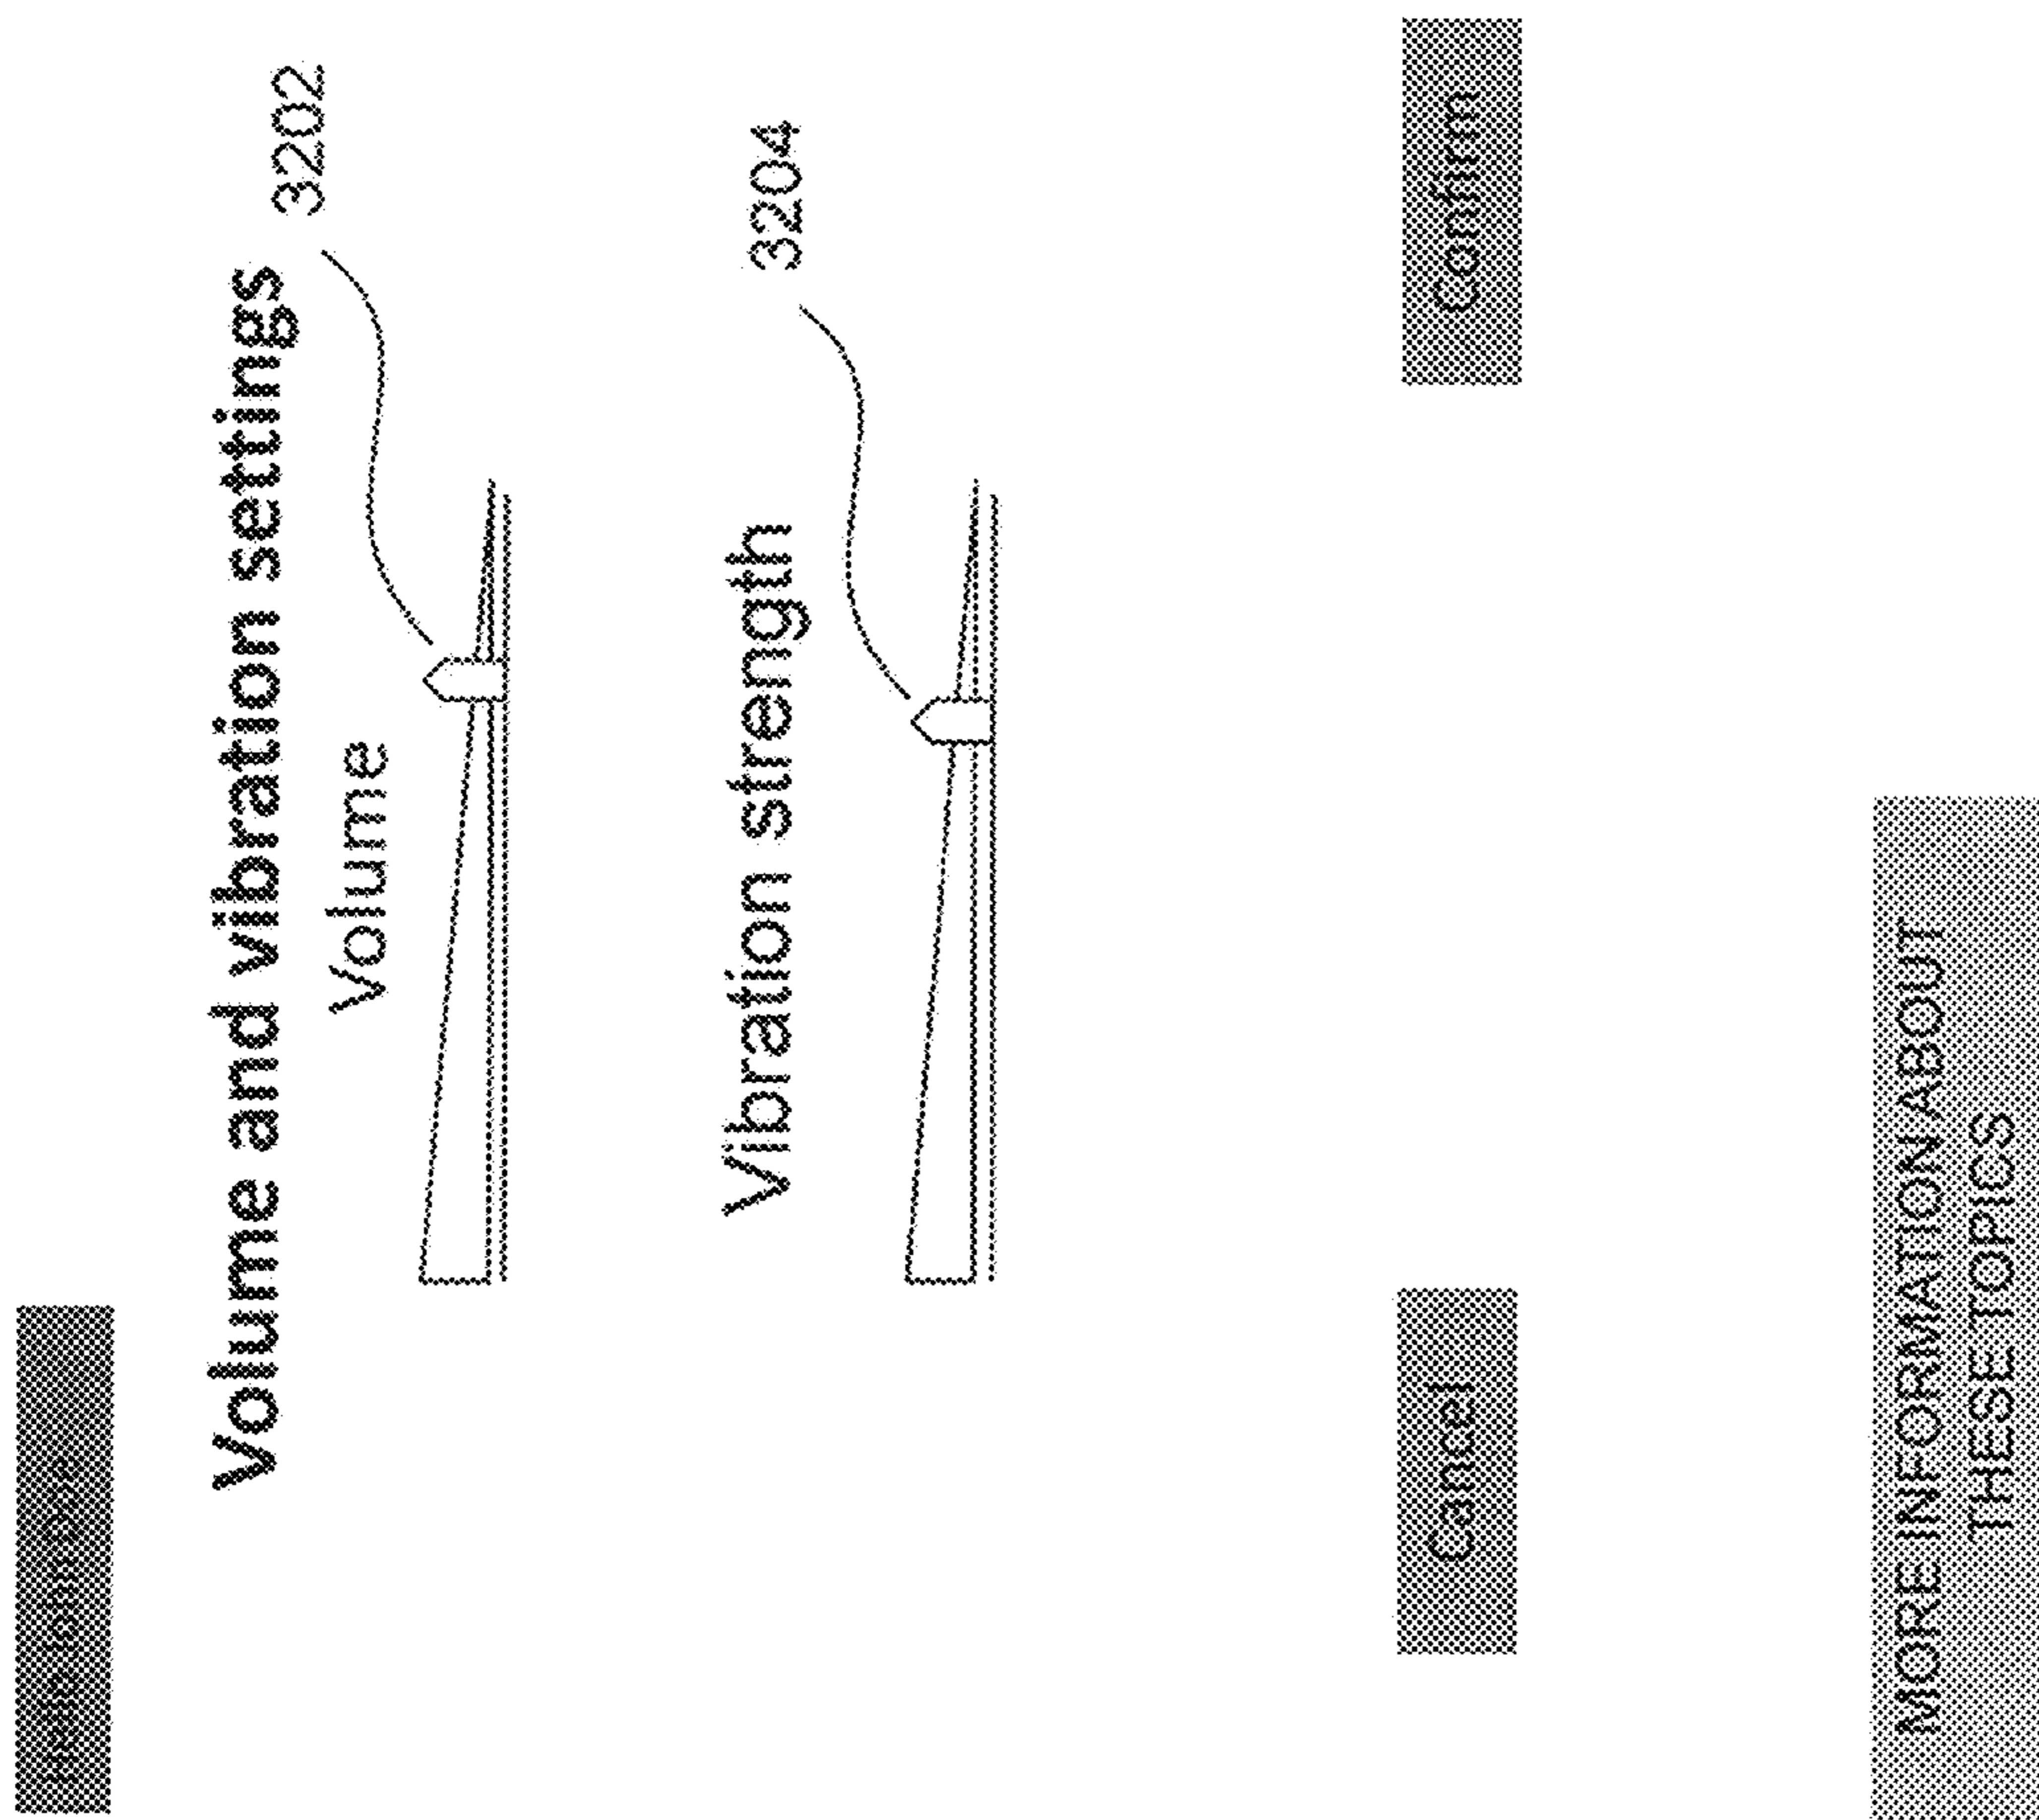 Volume and vibration settings
3202
Volume
Vibration strength
3204
Cancel
Confirm
MORE INFORMATION ABOUT
THESE TOPICS